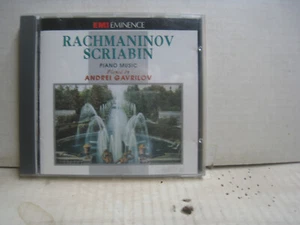 EMI EMINENCE
RACHMANINOV
SCRIABIN
PIANO MUSIC
ANDREI GAVRILOV